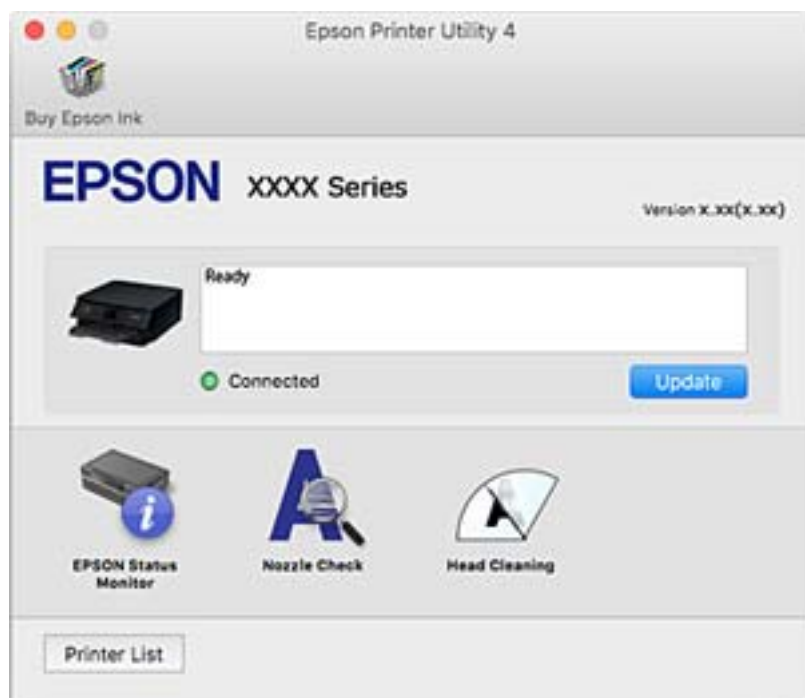 Epson Printer Utility 4
Buy Epson Ink
EPSON XXXX Series
Version x.xx(x.xx)
Ready
Connected
Update
EPSON Status
Monitor
Nozzle Check
Head Cleaning
Printer List